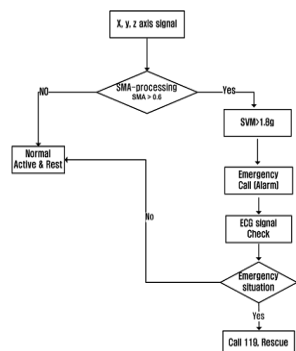 X, y, z axis signal
SMA-processing
SMA > 0.6
NO
Yes
SVM>1.8g
Normal
Active & Rest
Emergency
Call (Alarm)
No
ECG signal
Check
Emergency
situation
Yes
Call 119, Rescue